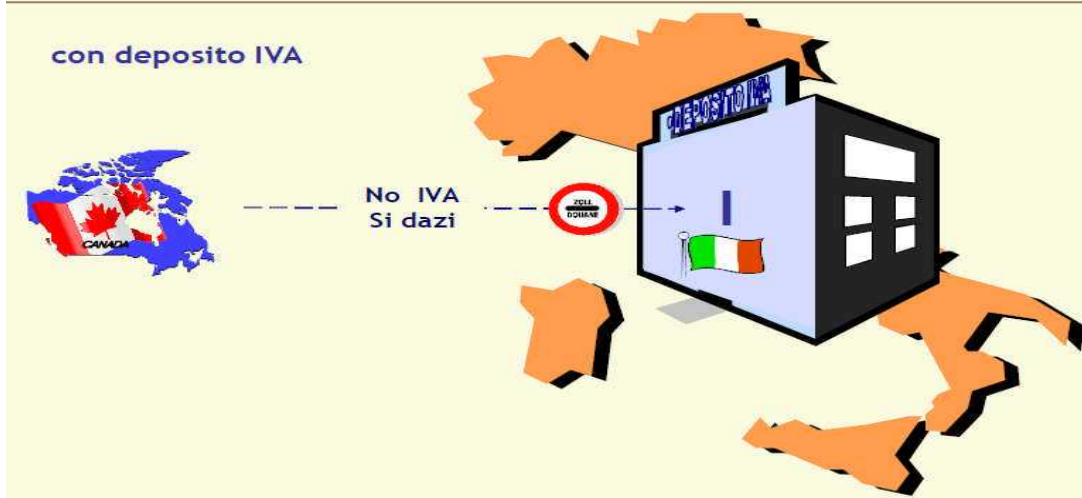 con deposito IVA
DEPOSITO IVA
No IVA
Si dazi
ZOLL
DOUANE
I
CANADA